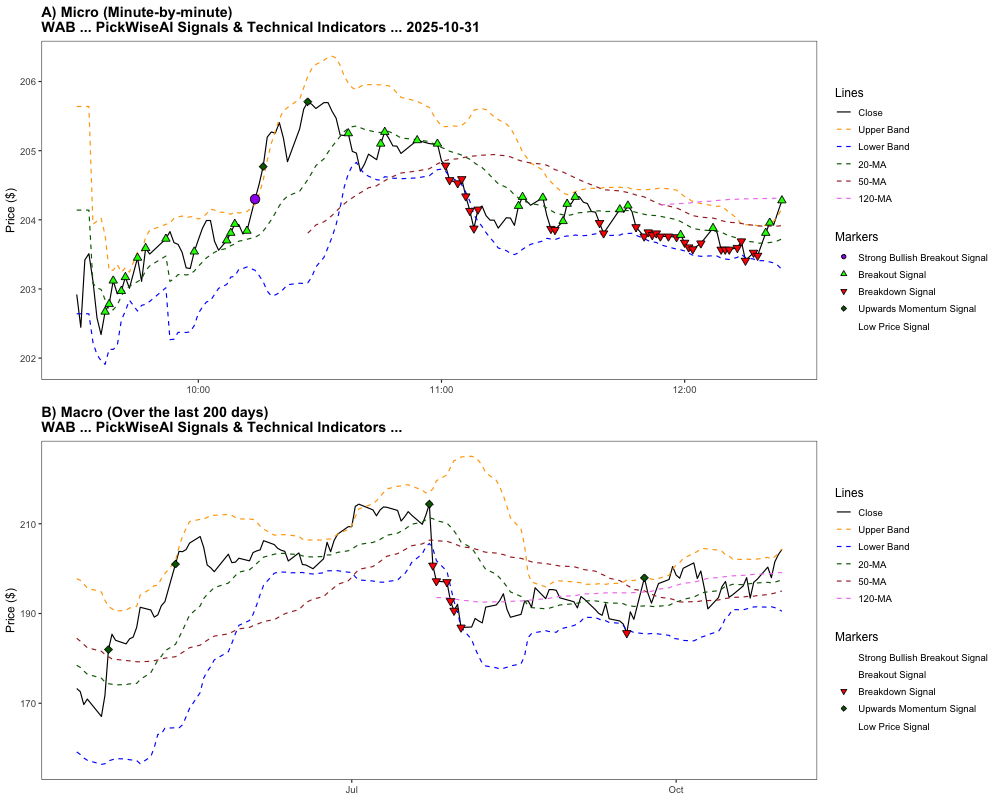 A) Micro (Minute-by-minute)
WAB ... PickWiseAI Signals & Technical Indicators ... 2025-10-31
Price ($)
206
205
204
203
202
10:00
11:00
12:00
Lines
Close
Upper Band
Lower Band
20-MA
50-MA
120-MA
Markers
Strong Bullish Breakout Signal
Breakout Signal
Breakdown Signal
Upwards Momentum Signal
Low Price Signal
B) Macro (Over the last 200 days)
WAB ... PickWiseAI Signals & Technical Indicators ...
Price ($)
210
190
170
Jul
Oct
Lines
Close
Upper Band
Lower Band
20-MA
50-MA
120-MA
Markers
Strong Bullish Breakout Signal
Breakout Signal
Breakdown Signal
Upwards Momentum Signal
Low Price Signal